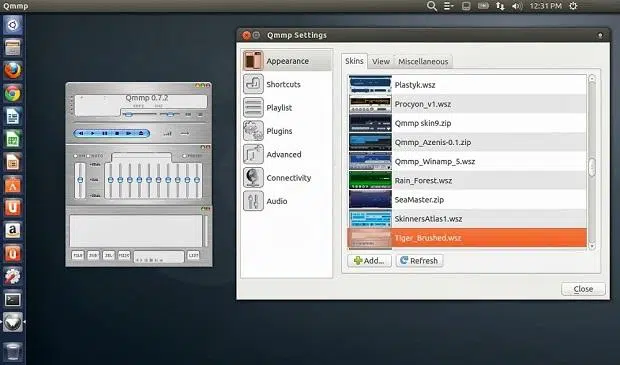 Qmmp
12:31 PM
Qmmp Settings
Appearance
Shortcuts
Playlist
Plugins
Advanced
Connectivity
Audio
Skins View Miscellaneous
Plastyk.wsz
Procyon_v1.wsz
Qmmp skin9.zip
Qmmp_Azenis-0.1.zip
Qmmp_Winamp_5.wsz
Rain_Forest.wsz
SeaMaster.zip
SkinnersAtlas1.wsz
Tiger_Brushed.wsz
Add... Refresh
Close
Qmmp 0.7.2
AUTO